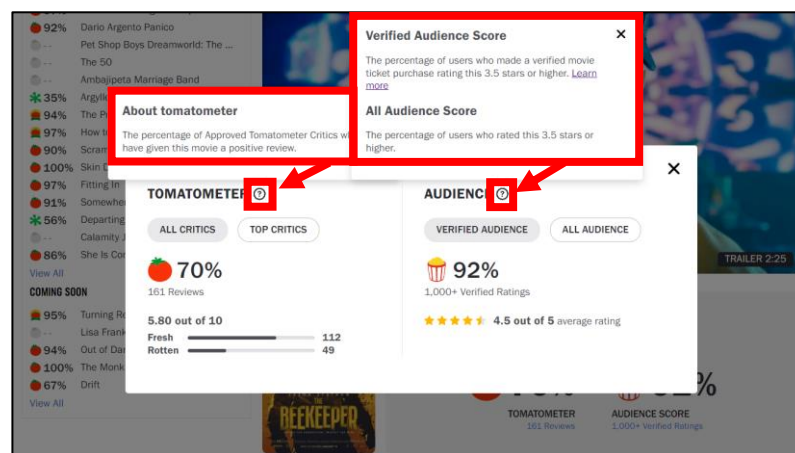 92% Dario Argento Panico
-- Pet Shop Boys Dreamworld: The ...
-- The 50
-- Ambajipeta Marriage Band
35% Argylle
94% The
97% How
90%
100% Skin
97% Fitting In
91%
56% Departing
-- Calamity
86% She Is
View All
COMING SOON
95% Turning
-- Lisa Frank
94% Out of
100% The Monk
67% Drift
View All
About tomatometer
The percentage of Approved Tomatometer Critics
have given this movie a positive review.
Verified Audience Score ×
The percentage of users who made a verified movie
ticket purchase rating this 3.5 stars or higher. Learn
more
All Audience Score
The percentage of users who rated this 3.5 stars or
higher.
×
TOMATOMETER ?
ALL CRITICS TOP CRITICS
70%
161 Reviews
5.80 out of 10
Fresh 112
Rotten 49
AUDIENCE ?
VERIFIED AUDIENCE ALL AUDIENCE
92%
1,000+ Verified Ratings
4.5 out of 5 average rating
TRAILER 2:25
THE
BEEKEEPER
TOMATOMETER
161 Reviews
AUDIENCE SCORE
1,000+ Verified Ratings